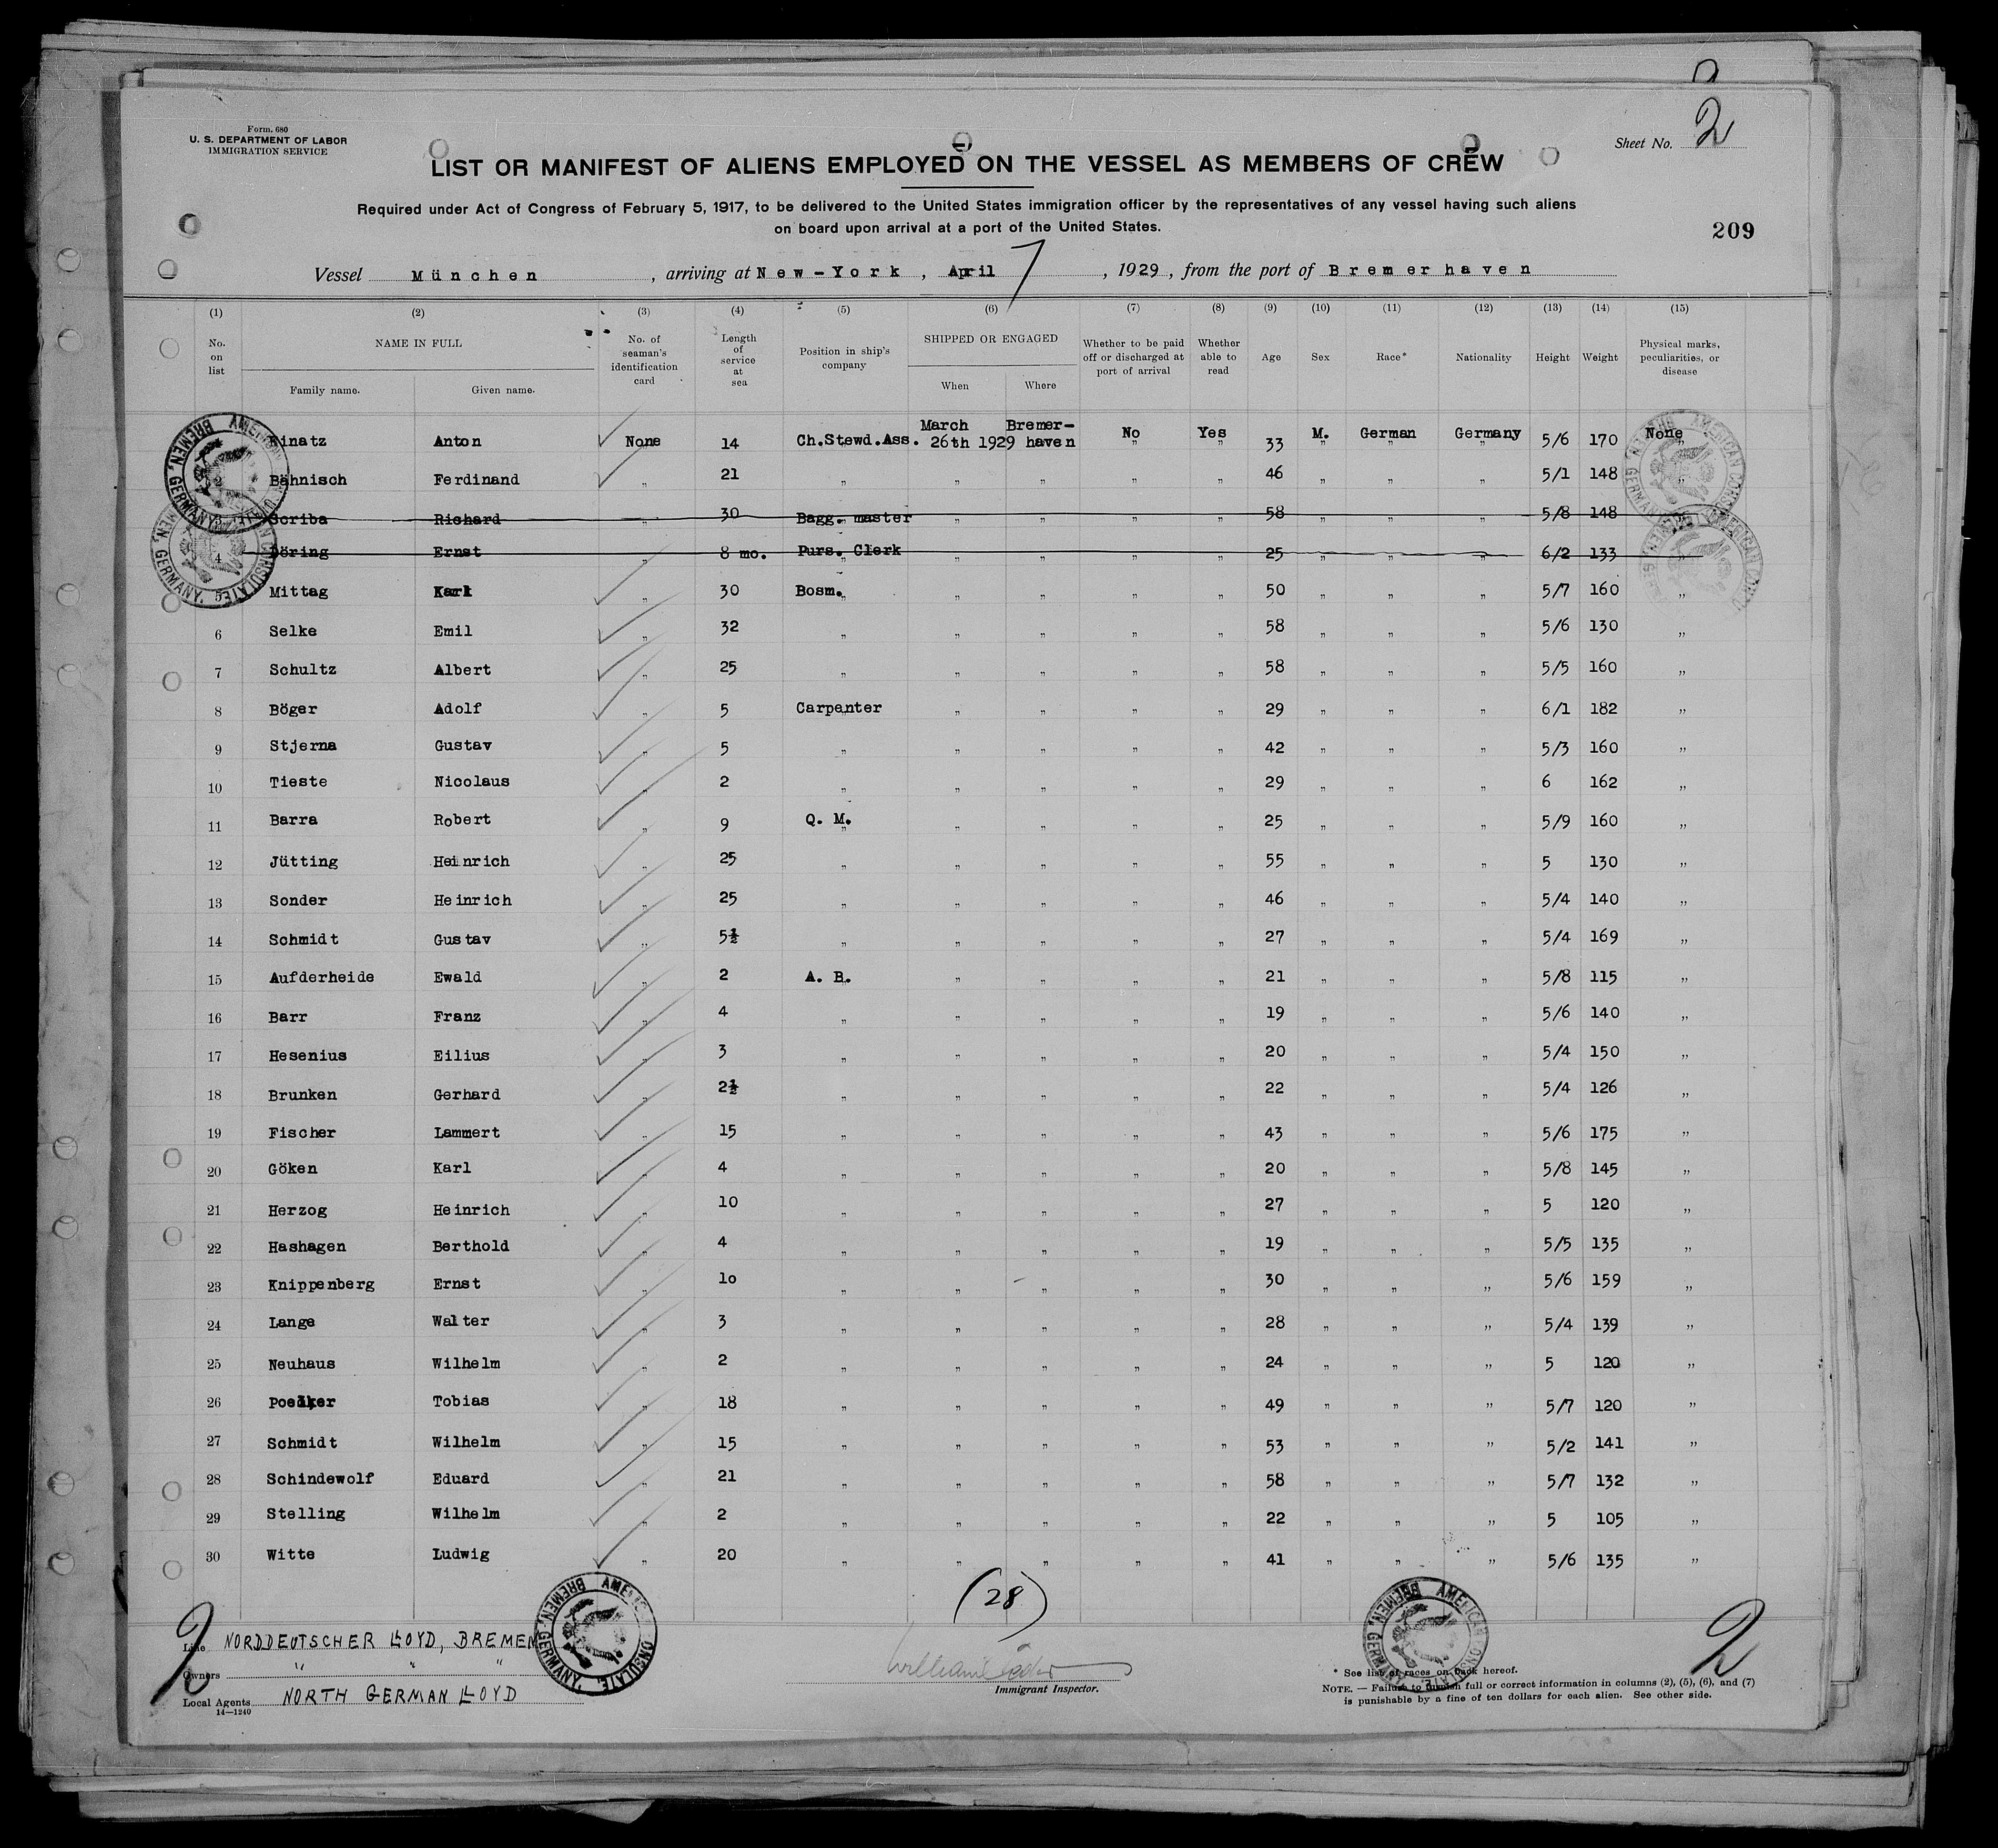 2
Form. 680
U. S. DEPARTMENT OF LABOR
IMMIGRATION SERVICE
Sheet No. 2
LIST OR MANIFEST OF ALIENS EMPLOYED ON THE VESSEL AS MEMBERS OF CREW
Required under Act of Congress of February 5, 1917, to be delivered to the United States immigration officer by the representatives of any vessel having such aliens
on board upon arrival at a port of the United States.
209
Vessel München, arriving at New-York, April 7, 1929, from the port of Bremerhaven
(1) (2) (3) (4) (5) (6) (7) (8) (9) (10) (11) (12) (13) (14) (15)
No. on list NAME IN FULL Family name. Given name. No. of seaman's identification card Length of service at sea Position in ship's company SHIPPED OR ENGAGED When Where Whether to be paid off or discharged at port of arrival Whether able to read Age Sex Race* Nationality Height Weight Physical marks, peculiarities, or disease
inatz Anton None 14 Ch.Stewd.Ass. March 26th 1929 Bremer-haven No Yes 33 M. German Germany 5/6 170 None
Bähnisch Ferdinand „ 21 „ „ „ „ „ 46 „ „ „ 5/1 148 „
Scriba Richard 30 Bagg. master „ „ „ „ 58 „ „ „ 5/8 148
4 Döring Ernst „ 8 mo. Purs. Clerk „ „ „ „ 25 „ „ „ 6/2 133 „
5 Mittag Karl „ 30 Bosm. „ „ „ „ 50 „ „ „ 5/7 160 „
6 Selke Emil „ 32 „ „ „ „ „ 58 „ „ „ 5/6 130 „
7 Schultz Albert „ 25 „ „ „ „ „ 58 „ „ „ 5/5 160 „
8 Böger Adolf „ 5 Carpenter „ „ „ „ 29 „ „ „ 6/1 182 „
9 Stjerna Gustav „ 5 „ „ „ „ „ 42 „ „ „ 5/3 160 „
10 Tieste Nicolaus „ 2 „ „ „ „ „ 29 „ „ „ 6 162 „
11 Barra Robert „ 9 Q. M. „ „ „ „ 25 „ „ „ 5/9 160 „
12 Jütting Heinrich „ 25 „ „ „ „ „ 55 „ „ „ 5 130 „
13 Sonder Heinrich „ 25 „ „ „ „ „ 46 „ „ „ 5/4 140 „
14 Schmidt Gustav „ 5½ „ „ „ „ „ 27 „ „ „ 5/4 169 „
15 Aufderheide Ewald „ 2 A. B. „ „ „ „ 21 „ „ „ 5/8 115 „
16 Barr Franz „ 4 „ „ „ „ „ 19 „ „ „ 5/6 140 „
17 Hesenius Eilius „ 3 „ „ „ „ „ 20 „ „ „ 5/4 150 „
18 Brunken Gerhard „ 2½ „ „ „ „ „ 22 „ „ „ 5/4 126 „
19 Fischer Lammert „ 15 „ „ „ „ „ 43 „ „ „ 5/6 175 „
20 Göken Karl „ 4 „ „ „ „ „ 20 „ „ „ 5/8 145 „
21 Herzog Heinrich „ 10 „ „ „ „ „ 27 „ „ „ 5 120 „
22 Hashagen Berthold „ 4 „ „ „ „ „ 19 „ „ „ 5/5 135 „
23 Knippenberg Ernst „ 10 „ „ „ „ „ 30 „ „ „ 5/6 159 „
24 Lange Walter „ 3 „ „ „ „ „ 28 „ „ „ 5/4 139 „
25 Neuhaus Wilhelm „ 2 „ „ „ „ „ 24 „ „ „ 5 120 „
26 Poelker Tobias „ 18 „ „ „ „ „ 49 „ „ „ 5/7 120 „
27 Schmidt Wilhelm „ 15 „ „ „ „ „ 53 „ „ „ 5/2 141 „
28 Schindewolf Eduard „ 21 „ „ „ „ „ 58 „ „ „ 5/7 132 „
29 Stelling Wilhelm „ 2 „ „ „ „ „ 22 „ „ „ 5 105 „
30 Witte Ludwig „ 20 „ „ „ „ „ 41 „ „ „ 5/6 135 „
AMERICAN CONSULATE, BREMEN, GERMANY.
(28)
2 2
Line NORDDEUTSCHER LLOYD, BREMEN
Owners „ „ „
Local Agents NORTH GERMAN LLOYD
14—1240
Immigrant Inspector.
* See list of races on back hereof.
NOTE. — Failure to furnish full or correct information in columns (2), (5), (6), and (7)
is punishable by a fine of ten dollars for each alien. See other side.